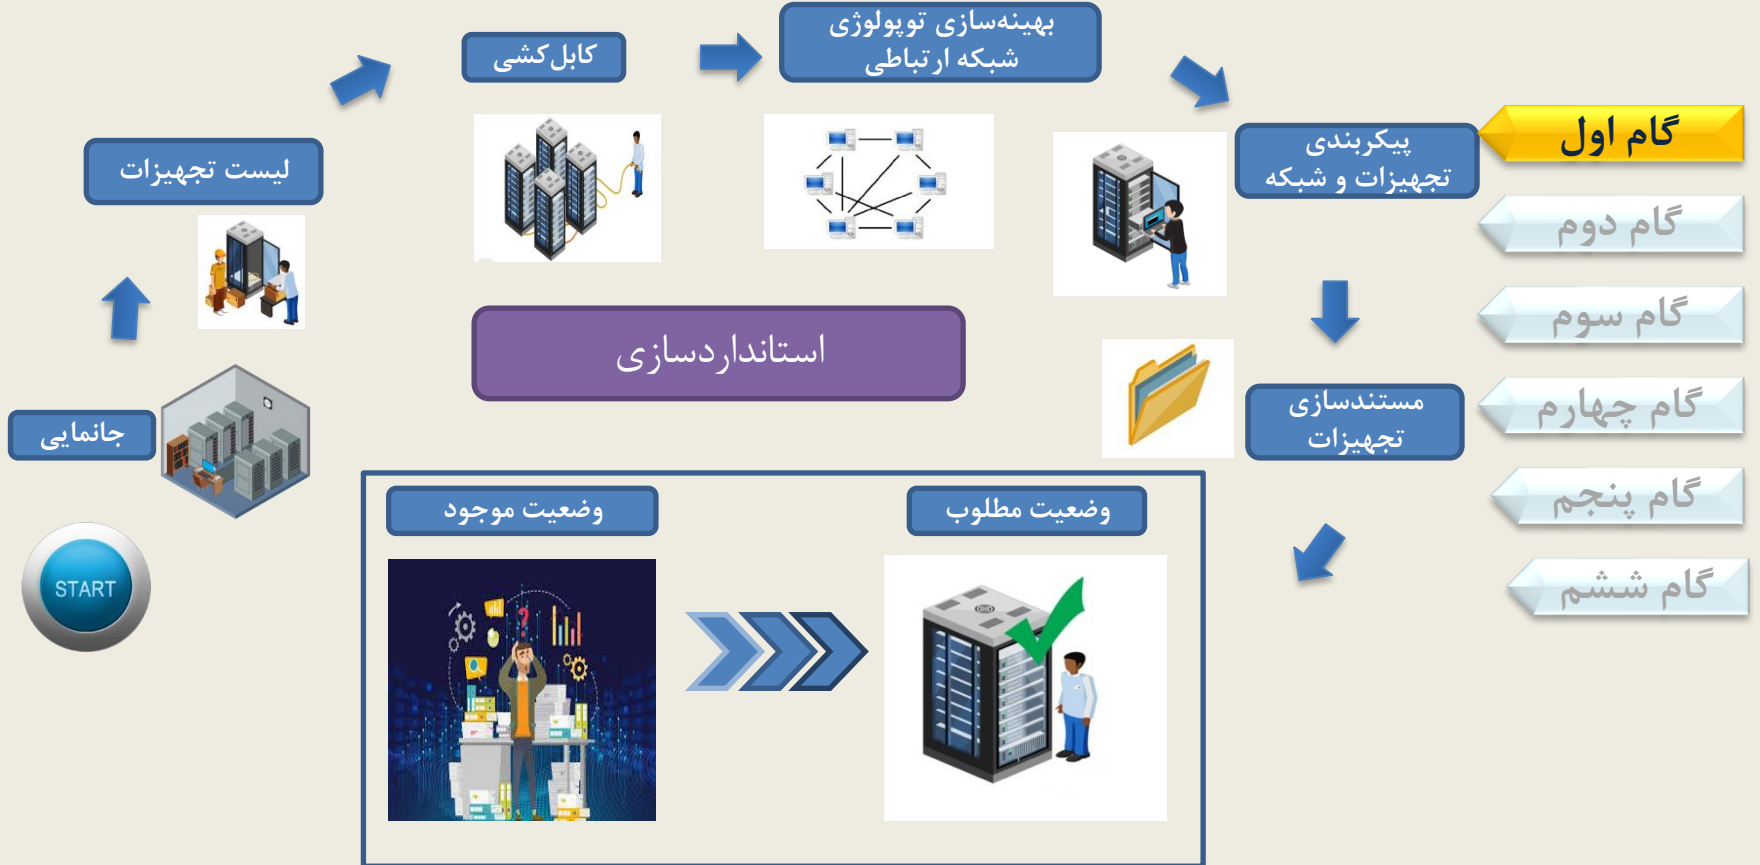 بهینه‌سازی توپولوژی
شبکه ارتباطی
کابل‌کشی
پیکربندی
تجهیزات و شبکه
لیست تجهیزات
استانداردسازی
جانمایی
مستندسازی
تجهیزات
START
وضعیت مطلوب
وضعیت موجود
گام اول
گام دوم
گام سوم
گام چهارم
گام پنجم
گام ششم